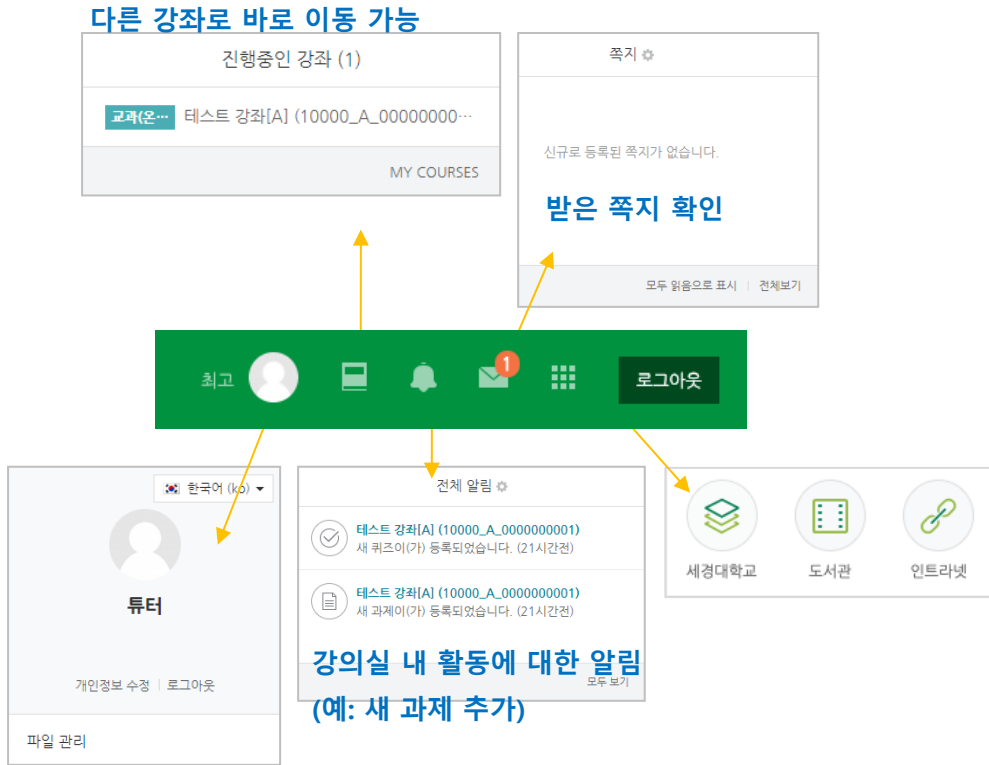 다른 강좌로 바로 이동 가능
진행중인 강좌 (1)
교과(온… 테스트 강좌[A] (10000_A_00000000…
MY COURSES
쪽지
신규로 등록된 쪽지가 없습니다.
받은 쪽지 확인
모두 읽음으로 표시 | 전체보기
최고
1
로그아웃
한국어 (ko)
튜터
개인정보 수정 | 로그아웃
파일 관리
전체 알림
테스트 강좌[A] (10000_A_0000000001)
새 퀴즈이(가) 등록되었습니다. (21시간전)
테스트 강좌[A] (10000_A_0000000001)
새 과제이(가) 등록되었습니다. (21시간전)
강의실 내 활동에 대한 알림
모두 보기
(예: 새 과제 추가)
세경대학교
도서관
인트라넷